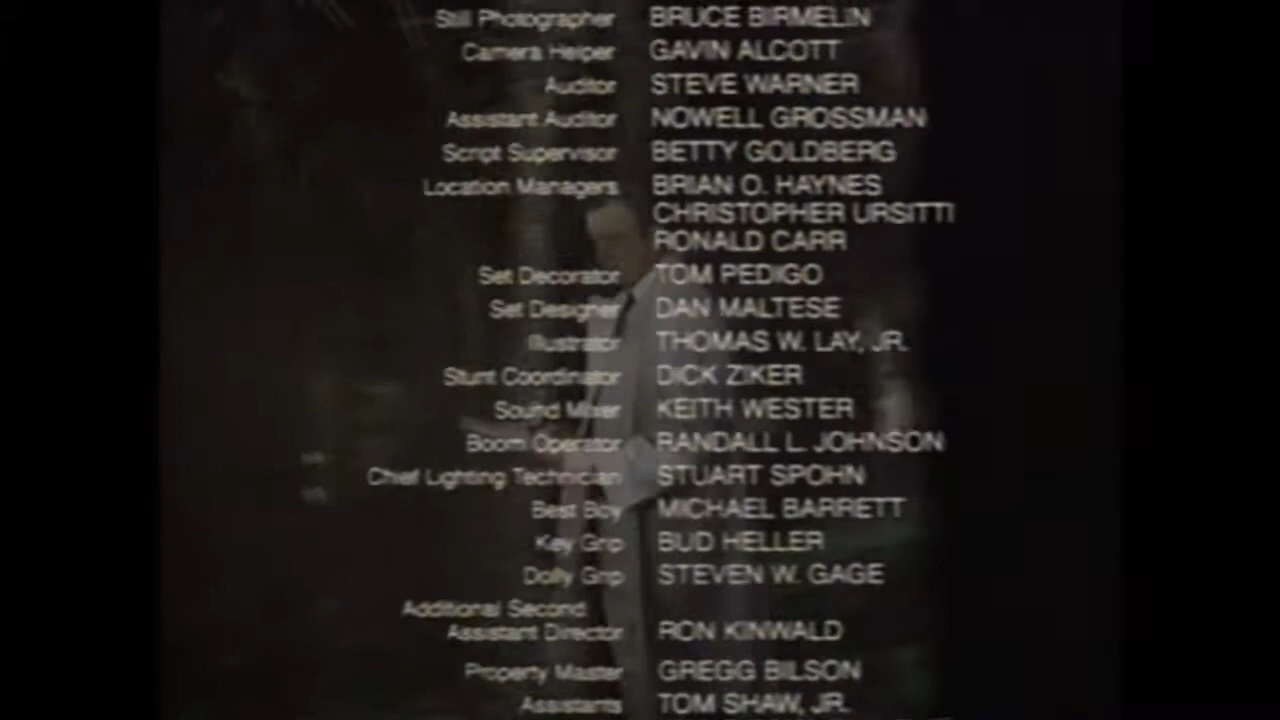 Still Photographer BRUCE BIRMELIN
Camera Helper GAVIN ALCOTT
Auditor STEVE WARNER
Assistant Auditor NOWELL GROSSMAN
Script Supervisor BETTY GOLDBERG
Location Managers BRIAN O. HAYNES
CHRISTOPHER URSITTI
RONALD CARR
Set Decorator TOM PEDIGO
Set Designer DAN MALTESE
Illustrator THOMAS W. LAY, JR.
Stunt Coordinator DICK ZIKER
Sound Mixer KEITH WESTER
Boom Operator RANDALL L. JOHNSON
Chief Lighting Technician STUART SPOHN
Best Boy MICHAEL BARRETT
Key Grip BUD HELLER
Dolly Grip STEVEN W. GAGE
Additional Second
Assistant Director RON KINWALD
Property Master GREGG BILSON
Assistants TOM SHAW, JR.